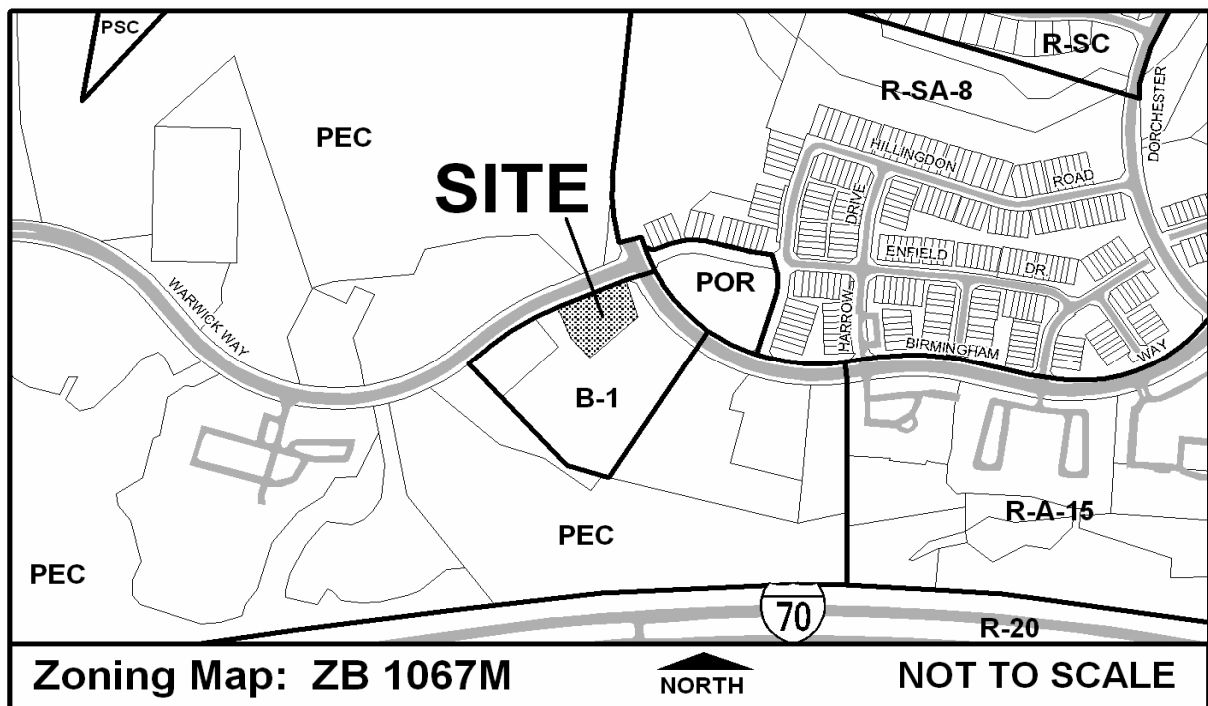 PSC
R-SC
R-SA-8
DORCHESTER
PEC
HILLINGDON
ROAD
SITE
DRIVE
ENFIELD
DR.
POR
WARWICK WAY
HARROW
BIRMINGHAM
WAY
B-1
R-A-15
PEC
PEC
70
R-20
Zoning Map: ZB 1067M
NORTH
NOT TO SCALE